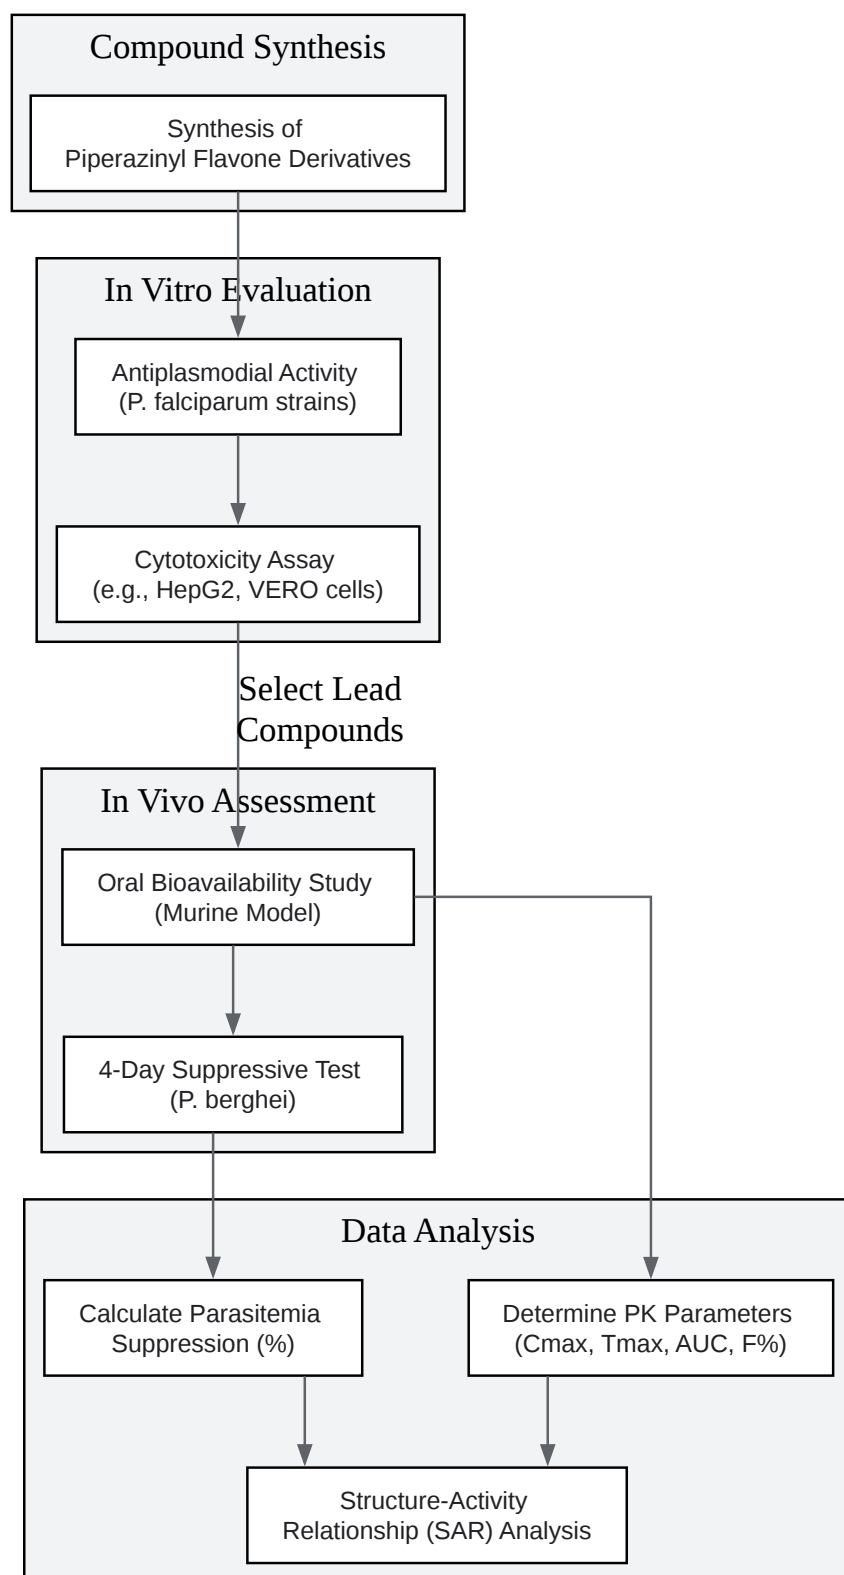 Compound Synthesis
Synthesis of
Piperazinyl Flavone Derivatives
In Vitro Evaluation
Antiplasmodial Activity
(P. falciparum strains)
Cytotoxicity Assay
(e.g., HepG2, VERO cells)
Select Lead
Compounds
In Vivo Assessment
Oral Bioavailability Study
(Murine Model)
4-Day Suppressive Test
(P. berghei)
Data Analysis
Calculate Parasitemia
Suppression (%)
Determine PK Parameters
(Cmax, Tmax, AUC, F%)
Structure-Activity
Relationship (SAR) Analysis